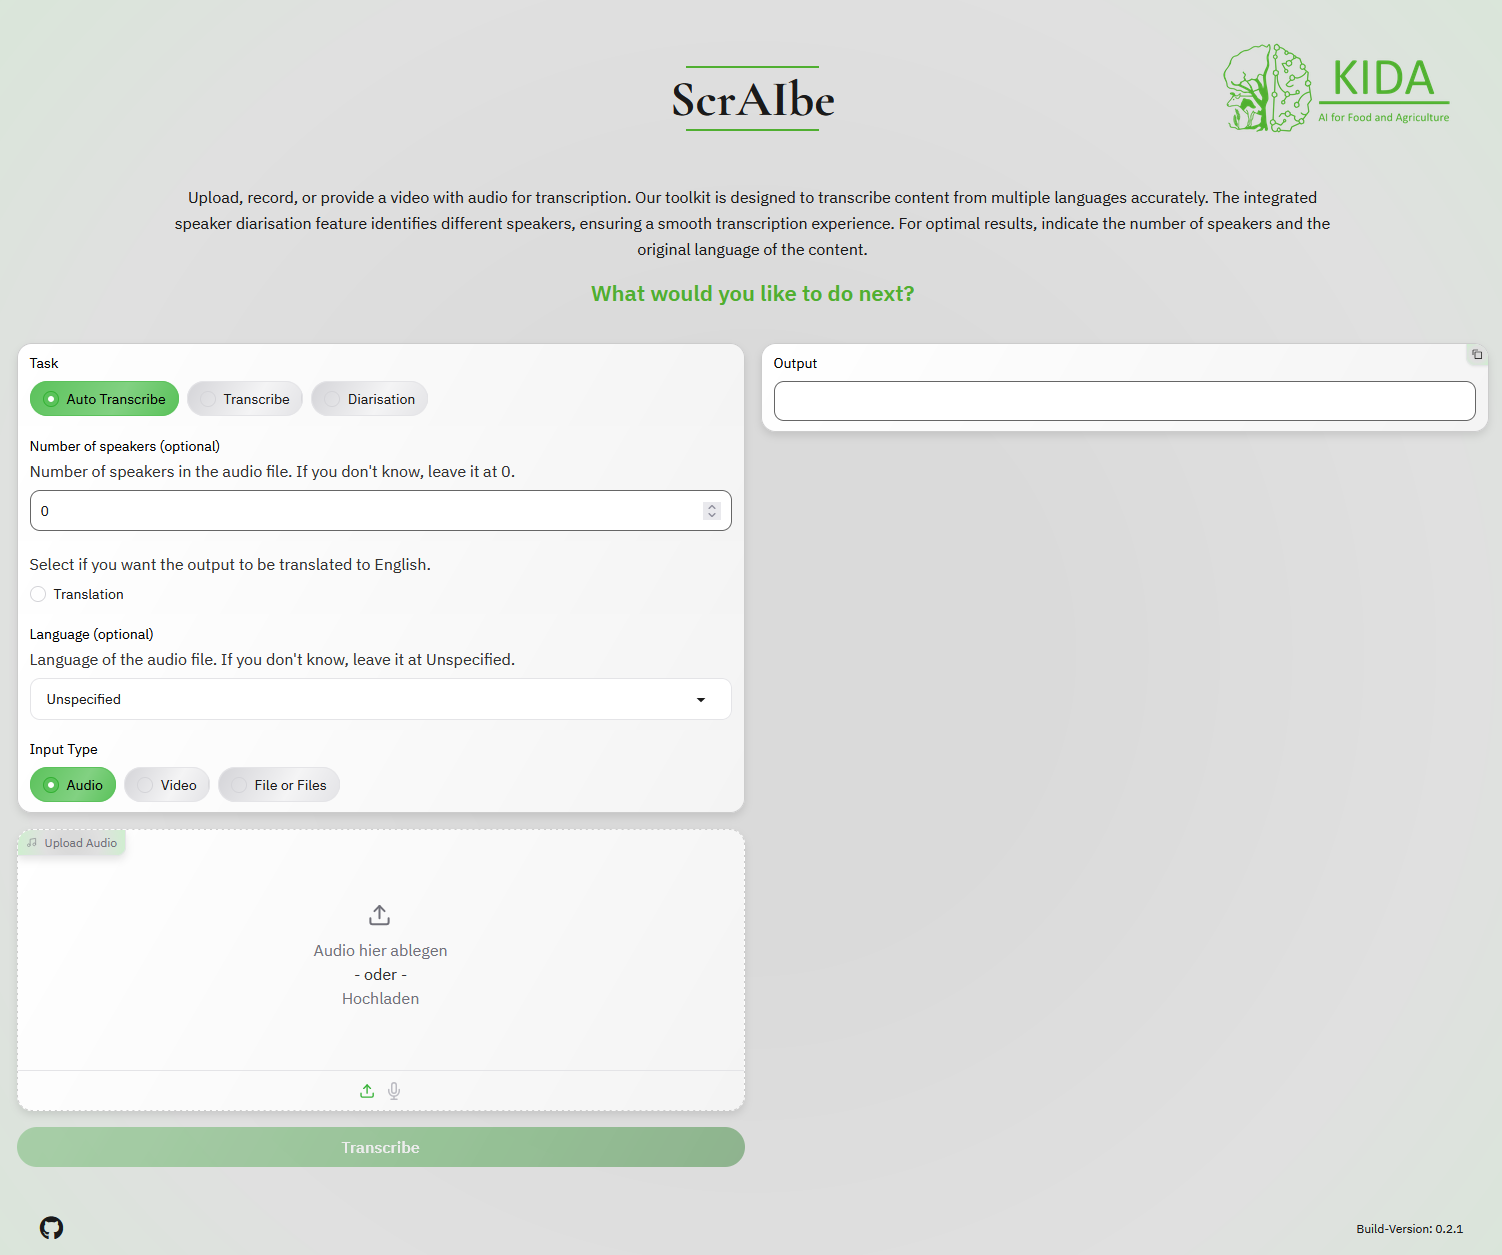 ScrAIbe
KIDA
AI for Food and Agriculture
Upload, record, or provide a video with audio for transcription. Our toolkit is designed to transcribe content from multiple languages accurately. The integrated
speaker diarisation feature identifies different speakers, ensuring a smooth transcription experience. For optimal results, indicate the number of speakers and the
original language of the content.
What would you like to do next?
Task
Auto Transcribe Transcribe Diarisation
Number of speakers (optional)
Number of speakers in the audio file. If you don't know, leave it at 0.
0
Select if you want the output to be translated to English.
Translation
Language (optional)
Language of the audio file. If you don't know, leave it at Unspecified.
Unspecified
Input Type
Audio Video File or Files
Upload Audio
Audio hier ablegen
- oder -
Hochladen
Transcribe
Output
Build-Version: 0.2.1